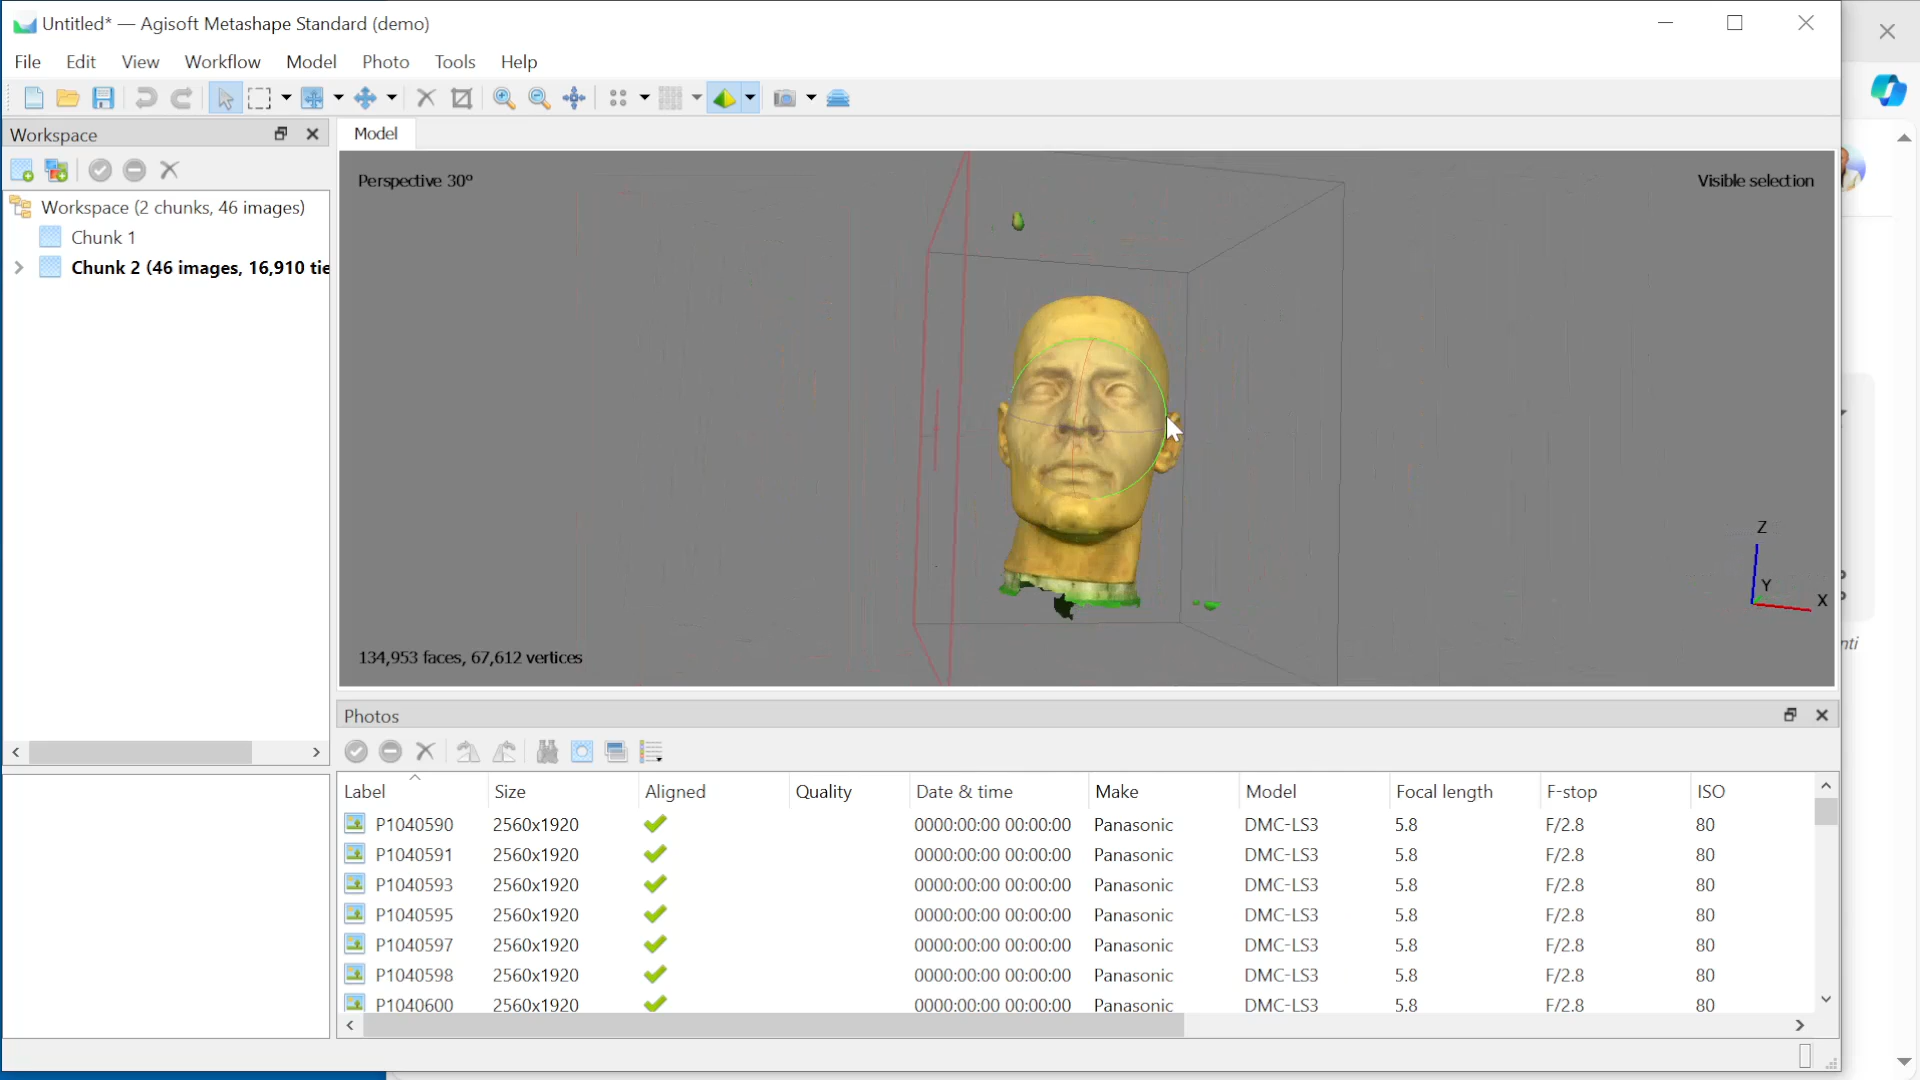 Untitled* — Agisoft Metashape Standard (demo)
File Edit View Workflow Model Photo Tools Help
Workspace
Model
Workspace (2 chunks, 46 images)
Chunk 1
Chunk 2 (46 images, 16,910 tie
Perspective 30°
Visible selection
Z
Y
X
134,953 faces, 67,612 vertices
nti
Photos
Label Size Aligned Quality Date & time Make Model Focal length F-stop ISO
P1040590 2560x1920 0000:00:00 00:00:00 Panasonic DMC-LS3 5.8 F/2.8 80
P1040591 2560x1920 0000:00:00 00:00:00 Panasonic DMC-LS3 5.8 F/2.8 80
P1040593 2560x1920 0000:00:00 00:00:00 Panasonic DMC-LS3 5.8 F/2.8 80
P1040595 2560x1920 0000:00:00 00:00:00 Panasonic DMC-LS3 5.8 F/2.8 80
P1040597 2560x1920 0000:00:00 00:00:00 Panasonic DMC-LS3 5.8 F/2.8 80
P1040598 2560x1920 0000:00:00 00:00:00 Panasonic DMC-LS3 5.8 F/2.8 80
P1040600 2560x1920 0000:00:00 00:00:00 Panasonic DMC-LS3 5.8 F/2.8 80